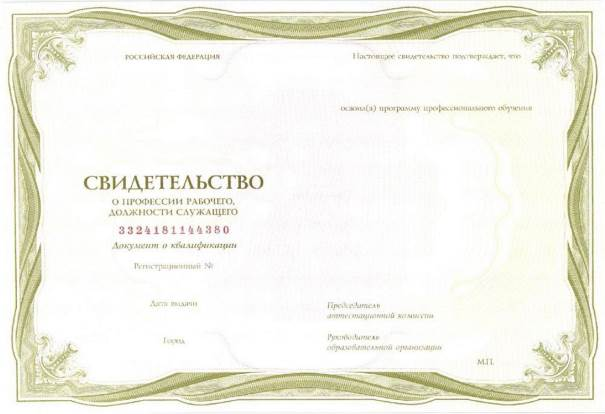 РОССИЙСКАЯ ФЕДЕРАЦИЯ
СВИДЕТЕЛЬСТВО
О ПРОФЕССИИ РАБОЧЕГО,
ДОЛЖНОСТИ СЛУЖАЩЕГО
3324181144380
Документ о квалификации
Регистрационный №
Дата выдачи
Город
Настоящее свидетельство подтверждает, что
освоил(а) программу профессионального обучения
Председатель
аттестационной комиссии
Руководитель
образовательной организации
М.П.